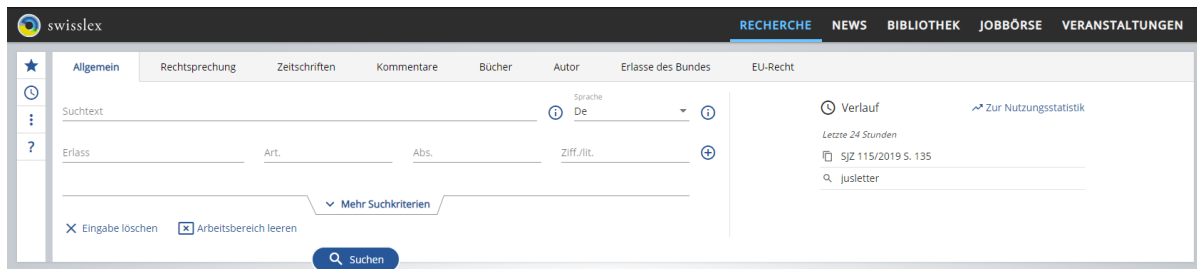 swisslex RECHERCHE NEWS BIBLIOTHEK JOBBÖRSE VERANSTALTUNGEN
Allgemein Rechtsprechung Zeitschriften Kommentare Bücher Autor Erlasse des Bundes EU-Recht
Sprache
Suchtext De
Verlauf Zur Nutzungsstatistik
Letzte 24 Stunden
?
Erlass Art. Abs. Ziff./lit.
SJZ 115/2019 S. 135
jusletter
Mehr Suchkriterien
Eingabe löschen Arbeitsbereich leeren
Suchen